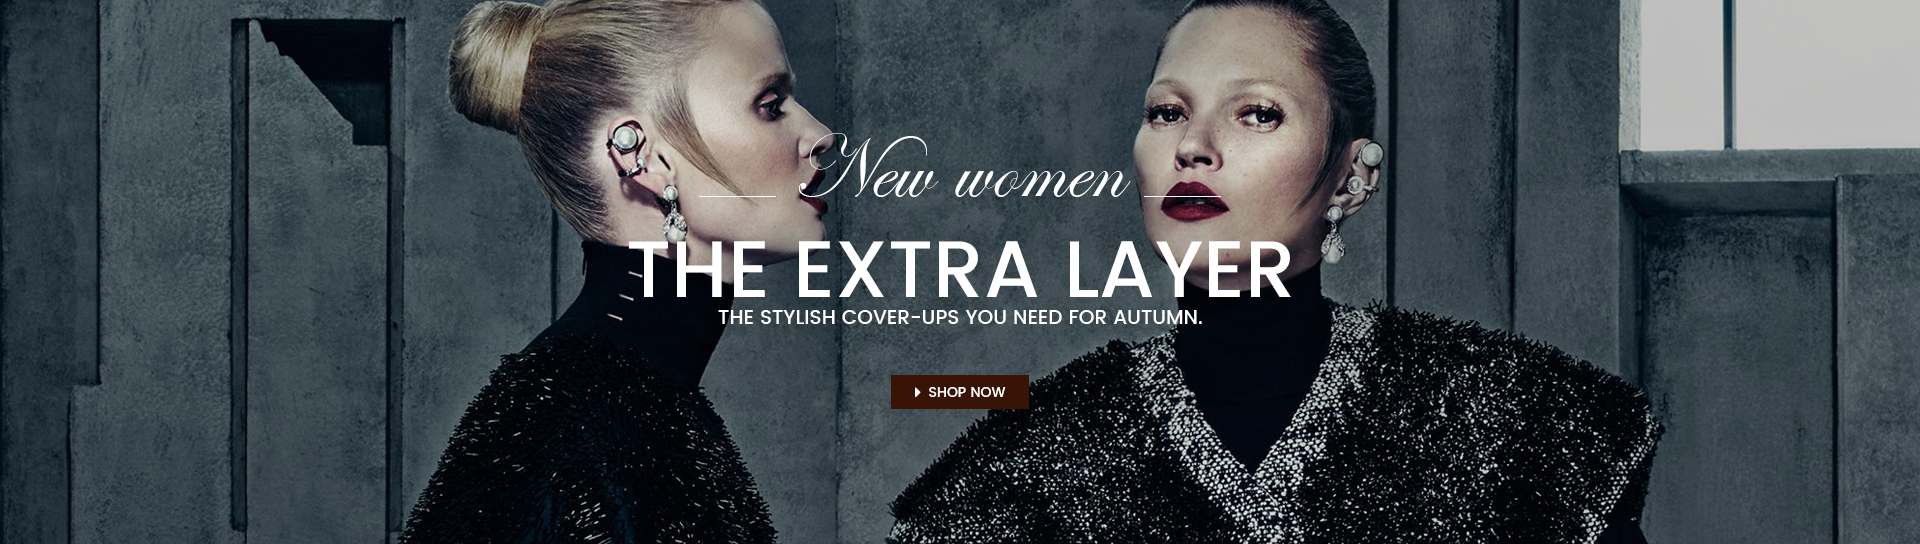 New women
THE EXTRA LAYER
THE STYLISH COVER-UPS YOU NEED FOR AUTUMN.
SHOP NOW